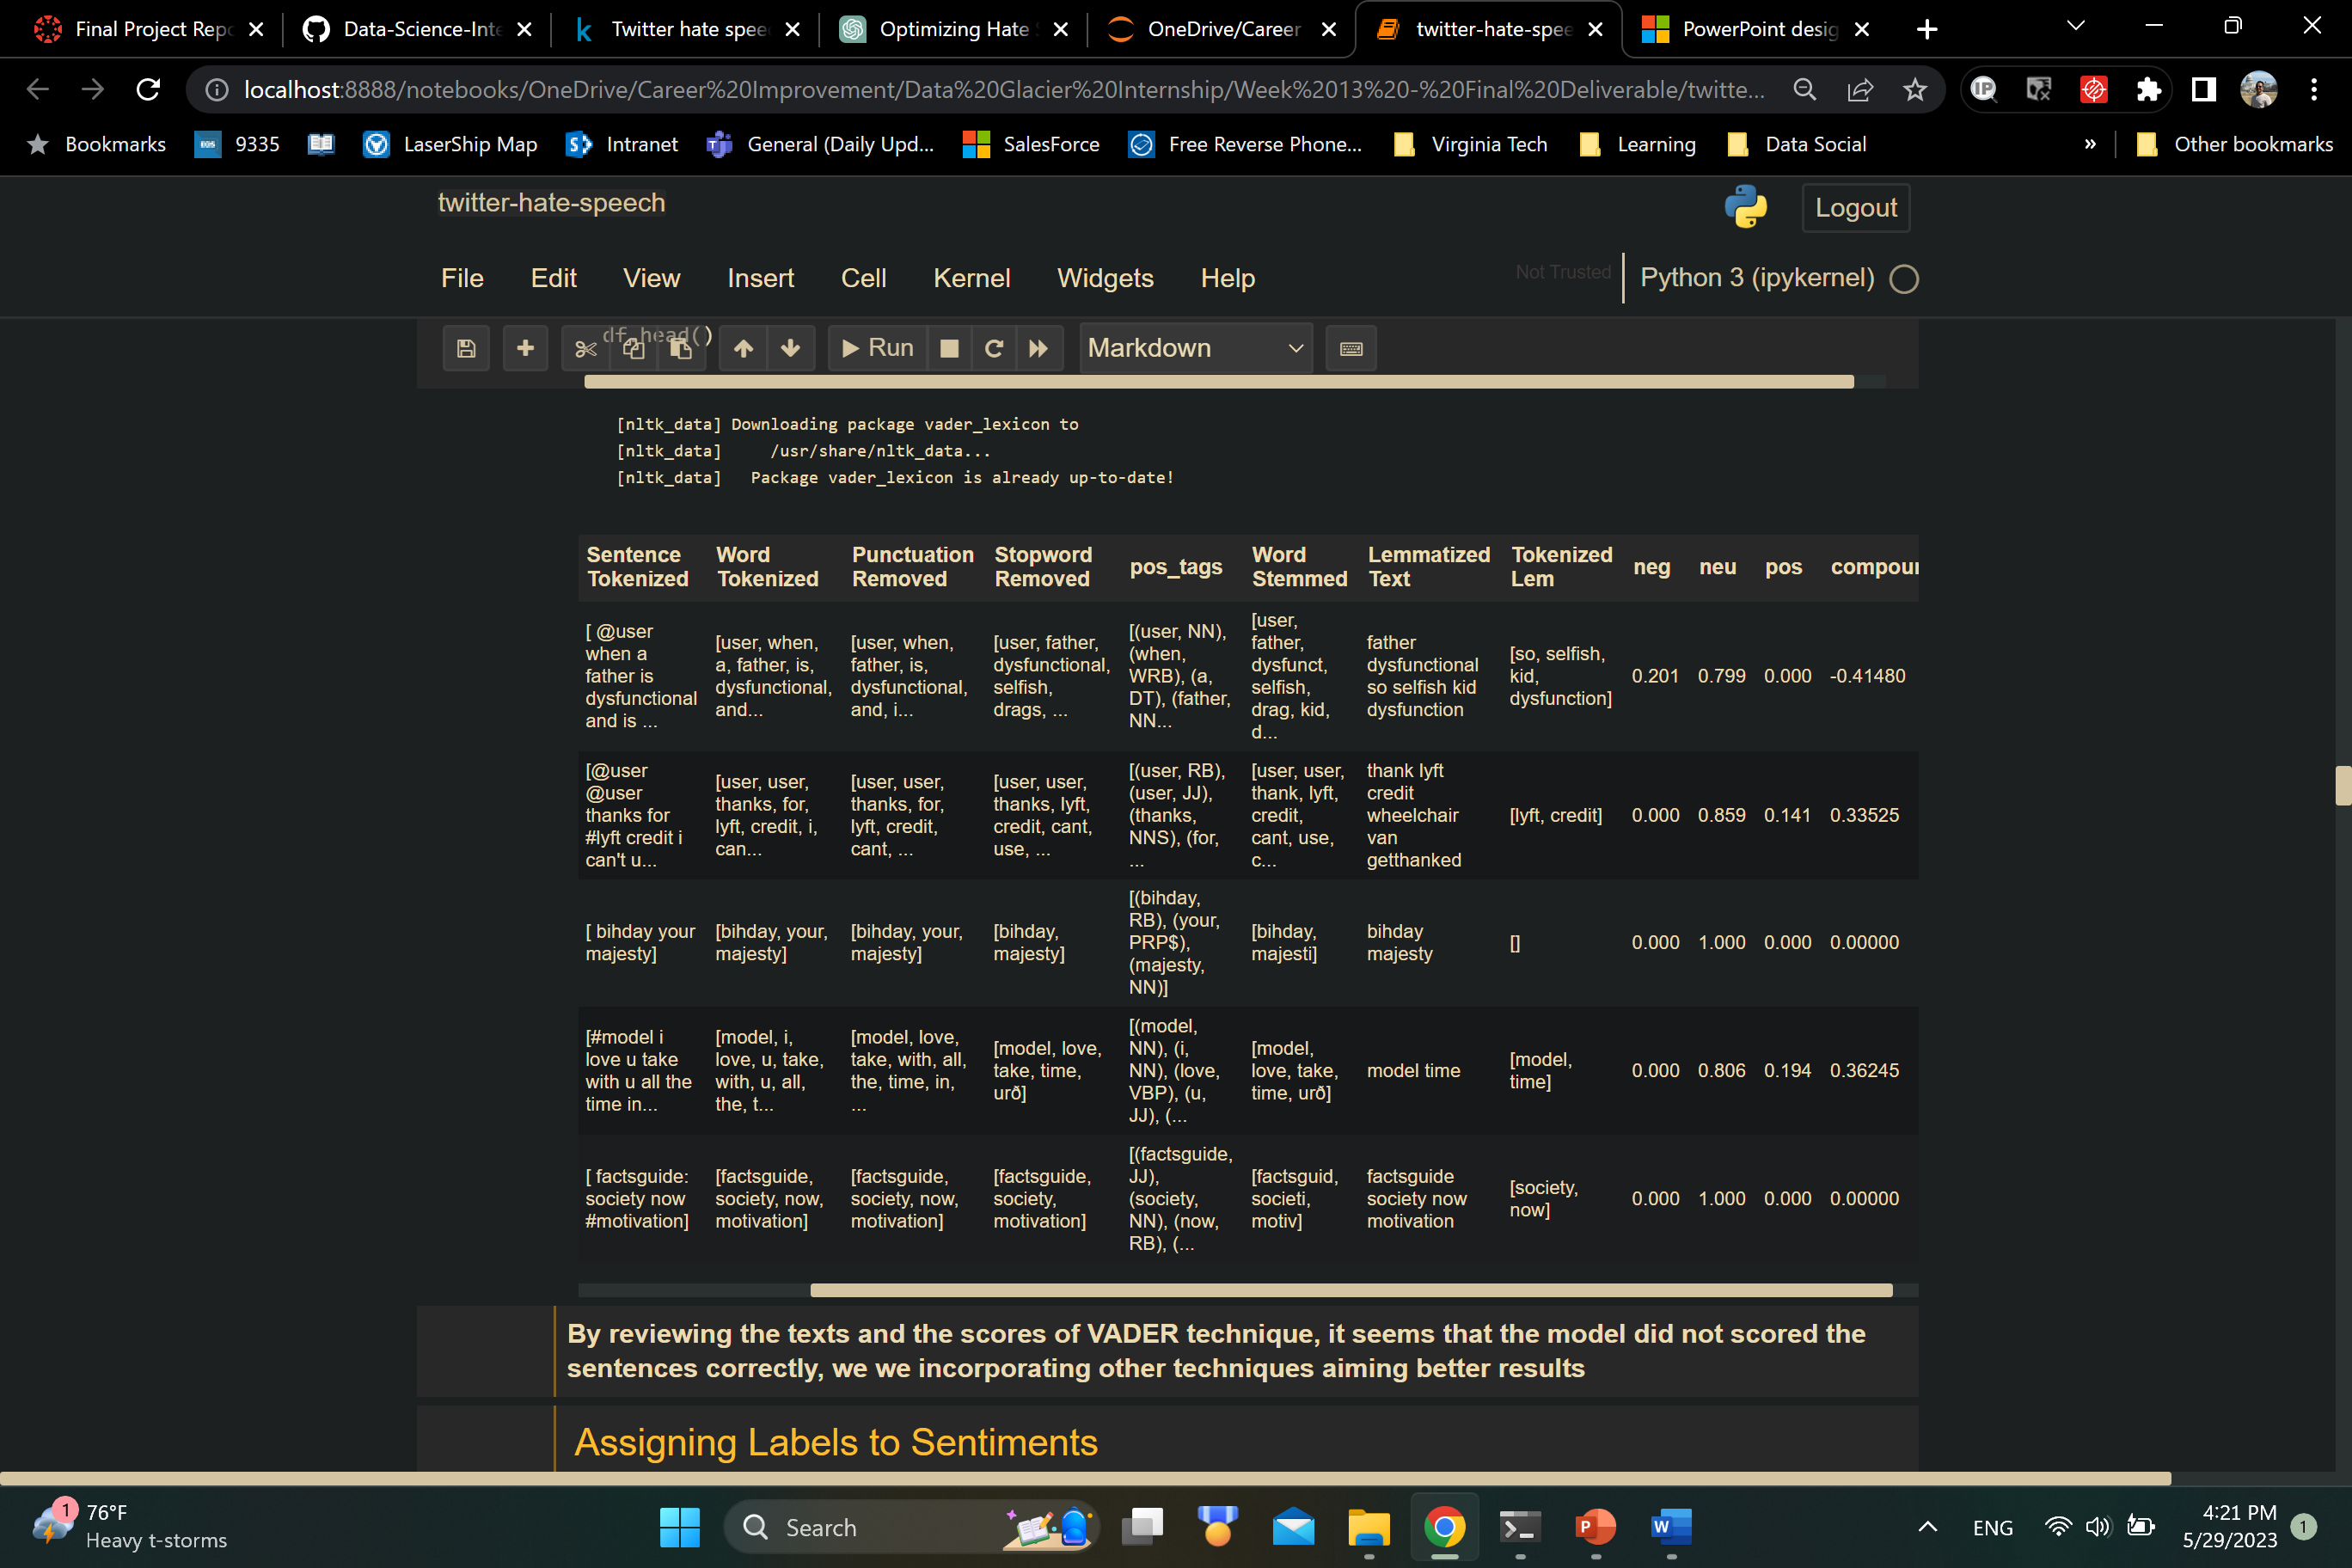 Final Project Repo
Data-Science-Inte
Twitter hate spee
Optimizing Hate S
OneDrive/Career
twitter-hate-spee
PowerPoint desig
localhost:8888/notebooks/OneDrive/Career%20Improvement/Data%20Glacier%20Internship/Week%2013%20-%20Final%20Deliverable/twitte...
Bookmarks
9335
LaserShip Map
Intranet
General (Daily Upd...
SalesForce
Free Reverse Phone...
Virginia Tech
Learning
Data Social
»
Other bookmarks
twitter-hate-speech
Logout
File Edit View Insert Cell Kernel Widgets Help
Not Trusted
Python 3 (ipykernel)
df.head()
Run
Markdown
[nltk_data] Downloading package vader_lexicon to
[nltk_data]     /usr/share/nltk_data...
[nltk_data]   Package vader_lexicon is already up-to-date!
Sentence Word Punctuation Stopword pos_tags Word Lemmatized Tokenized neg neu pos compour
Tokenized Tokenized Removed Removed Stemmed Text Lem
[ @user
when a
father is
dysfunctional
and is ...
[user, when,
a, father, is,
dysfunctional,
and...
[user, when,
father, is,
dysfunctional,
and, i...
[user, father,
dysfunctional,
selfish,
drags, ...
[(user, NN),
(when,
WRB), (a,
DT), (father,
NN...
[user,
father,
dysfunct,
selfish,
drag, kid,
d...
father
dysfunctional
so selfish kid
dysfunction
[so, selfish,
kid,
dysfunction]
0.201 0.799 0.000 -0.41480
[@user
@user
thanks for
#lyft credit i
can't u...
[user, user,
thanks, for,
lyft, credit, i,
can...
[user, user,
thanks, for,
lyft, credit,
cant, ...
[user, user,
thanks, lyft,
credit, cant,
use, ...
[(user, RB),
(user, JJ),
(thanks,
NNS), (for,
...
[user, user,
thank, lyft,
credit,
cant, use,
c...
thank lyft
credit
wheelchair
van
getthanked
[lyft, credit]
0.000 0.859 0.141 0.33525
[ bihday your
majesty]
[bihday, your,
majesty]
[bihday, your,
majesty]
[bihday,
majesty]
[(bihday,
RB), (your,
PRP$),
(majesty,
NN)]
[bihday,
majesti]
bihday
majesty
[]
0.000 1.000 0.000 0.00000
[#model i
love u take
with u all the
time in...
[model, i,
love, u, take,
with, u, all,
the, t...
[model, love,
take, with, all,
the, time, in,
...
[model, love,
take, time,
urð]
[(model,
NN), (i,
NN), (love,
VBP), (u,
JJ), (...
[model,
love, take,
time, urð]
model time
[model,
time]
0.000 0.806 0.194 0.36245
[ factsguide:
society now
#motivation]
[factsguide,
society, now,
motivation]
[factsguide,
society, now,
motivation]
[factsguide,
society,
motivation]
[(factsguide,
JJ),
(society,
NN), (now,
RB), (...
[factsguid,
societi,
motiv]
factsguide
society now
motivation
[society,
now]
0.000 1.000 0.000 0.00000
By reviewing the texts and the scores of VADER technique, it seems that the model did not scored the
sentences correctly, we we incorporating other techniques aiming better results
Assigning Labels to Sentiments
1
76°F
Heavy t-storms
Search
ENG
4:21 PM
5/29/2023
1